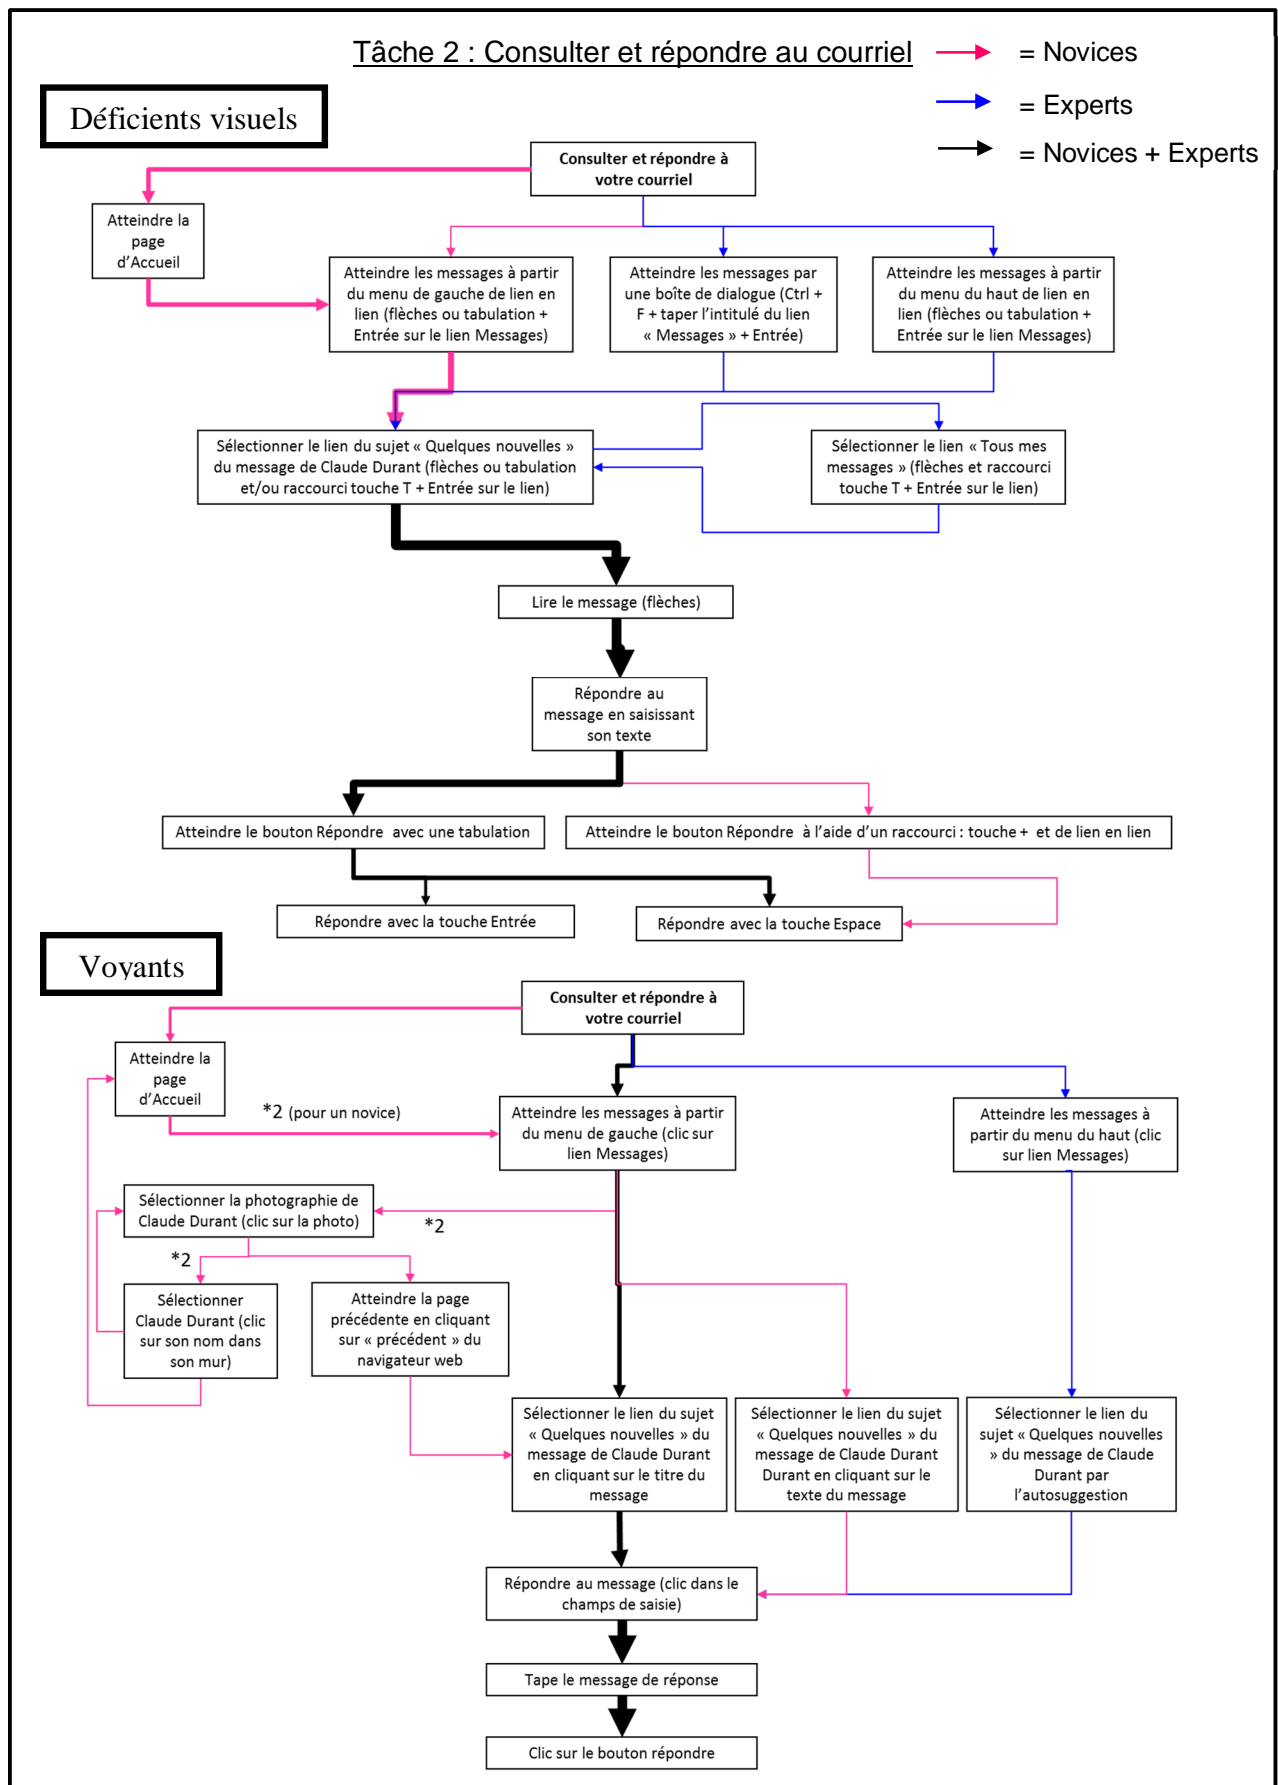 Tâche 2 : Consulter et répondre au courriel
= Novices
= Experts
= Novices + Experts
Déficients visuels
Consulter et répondre à
votre courriel
Atteindre la
page
d’Accueil
Atteindre les messages à partir
du menu de gauche de lien en
lien (flèches ou tabulation +
Entrée sur le lien Messages)
Atteindre les messages par
une boîte de dialogue (Ctrl +
F + taper l’intitulé du lien
« Messages » + Entrée)
Atteindre les messages à partir
du menu du haut de lien en
lien (flèches ou tabulation +
Entrée sur le lien Messages)
Sélectionner le lien du sujet « Quelques nouvelles »
du message de Claude Durant (flèches ou tabulation
et/ou raccourci touche T + Entrée sur le lien)
Sélectionner le lien « Tous mes
messages » (flèches et raccourci
touche T + Entrée sur le lien)
Lire le message (flèches)
Répondre au
message en saisissant
son texte
Atteindre le bouton Répondre avec une tabulation
Atteindre le bouton Répondre à l’aide d’un raccourci : touche + et de lien en lien
Répondre avec la touche Entrée
Répondre avec la touche Espace
Voyants
Consulter et répondre à
votre courriel
Atteindre la
page
d’Accueil
*2 (pour un novice)
Atteindre les messages à partir
du menu de gauche (clic sur
lien Messages)
Atteindre les messages à
partir du menu du haut (clic
sur lien Messages)
Sélectionner la photographie de
Claude Durant (clic sur la photo)
*2
*2
Sélectionner
Claude Durant (clic
sur son nom dans
son mur)
Atteindre la page
précédente en cliquant
sur « précédent » du
navigateur web
Sélectionner le lien du sujet
« Quelques nouvelles » du
message de Claude Durant
en cliquant sur le titre du
message
Sélectionner le lien du sujet
« Quelques nouvelles » du
message de Claude Durant
Durant en cliquant sur le
texte du message
Sélectionner le lien du
sujet « Quelques nouvelles
» du message de Claude
Durant par
l’autosuggestion
Répondre au message (clic dans le
champs de saisie)
Tape le message de réponse
Clic sur le bouton répondre